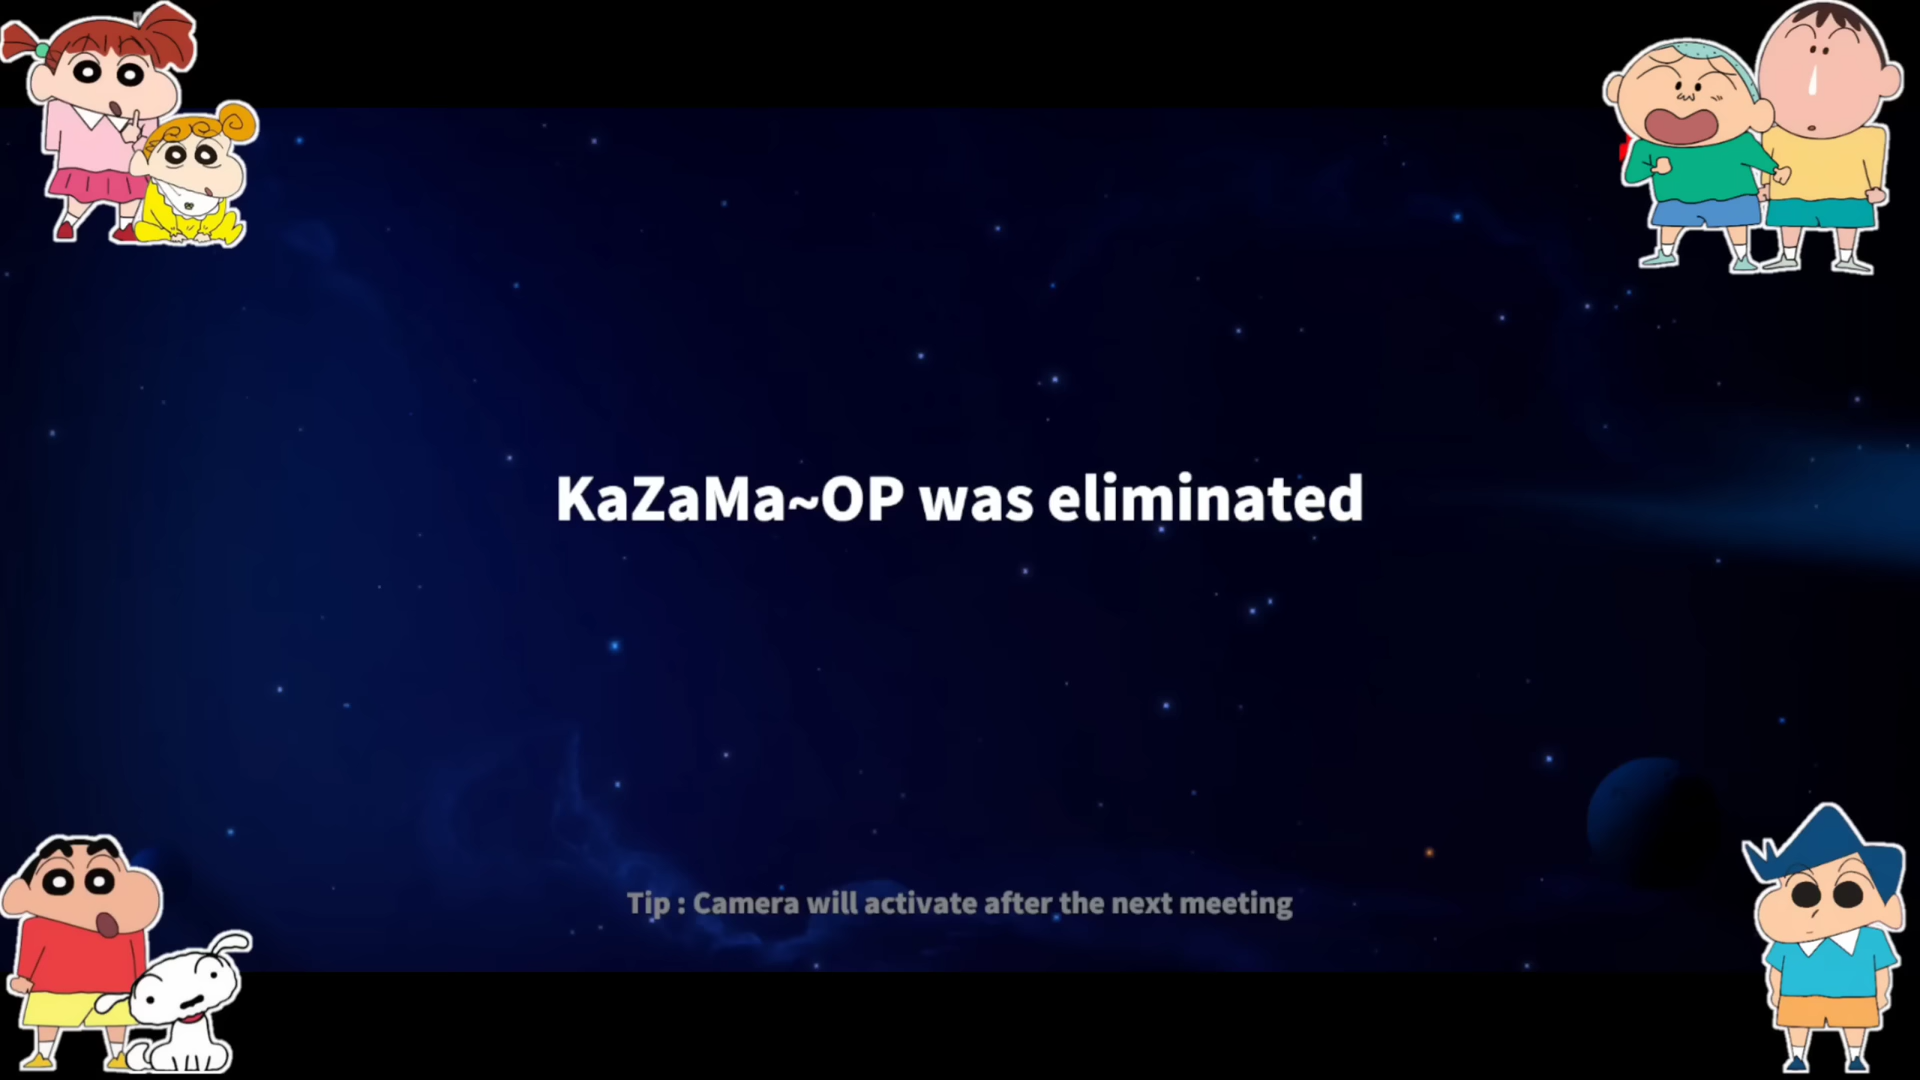 KaZaMa~OP was eliminated
Tip : Camera will activate after the next meeting